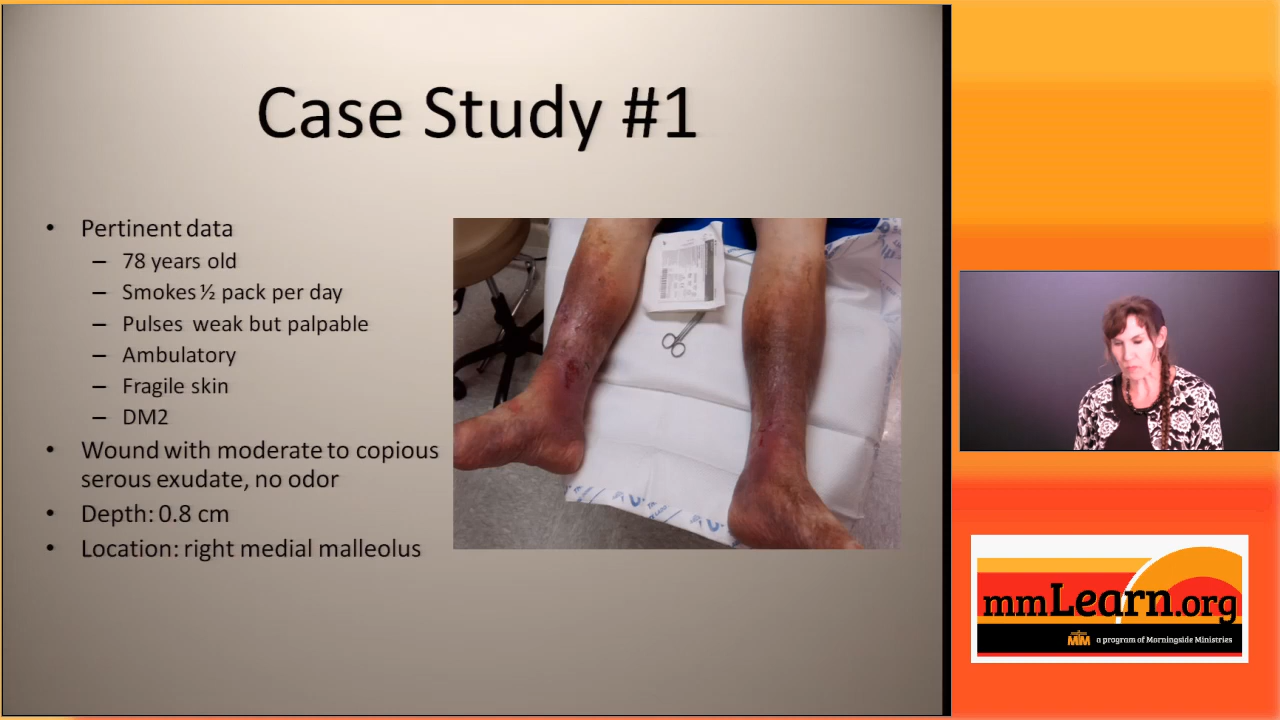 Case Study #1
• Pertinent data
– 78 years old
– Smokes ½ pack per day
– Pulses weak but palpable
– Ambulatory
– Fragile skin
– DM2
• Wound with moderate to copious
serous exudate, no odor
• Depth: 0.8 cm
• Location: right medial malleolus
mmLearn.org
MM a program of Morningside Ministries